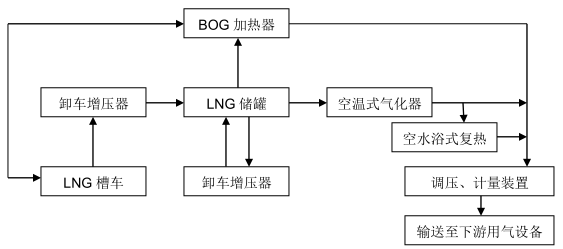 BOG 加热器
卸车增压器
LNG 储罐
空温式气化器
空水浴式复热
LNG 槽车
卸车增压器
调压、计量装置
输送至下游用气设备